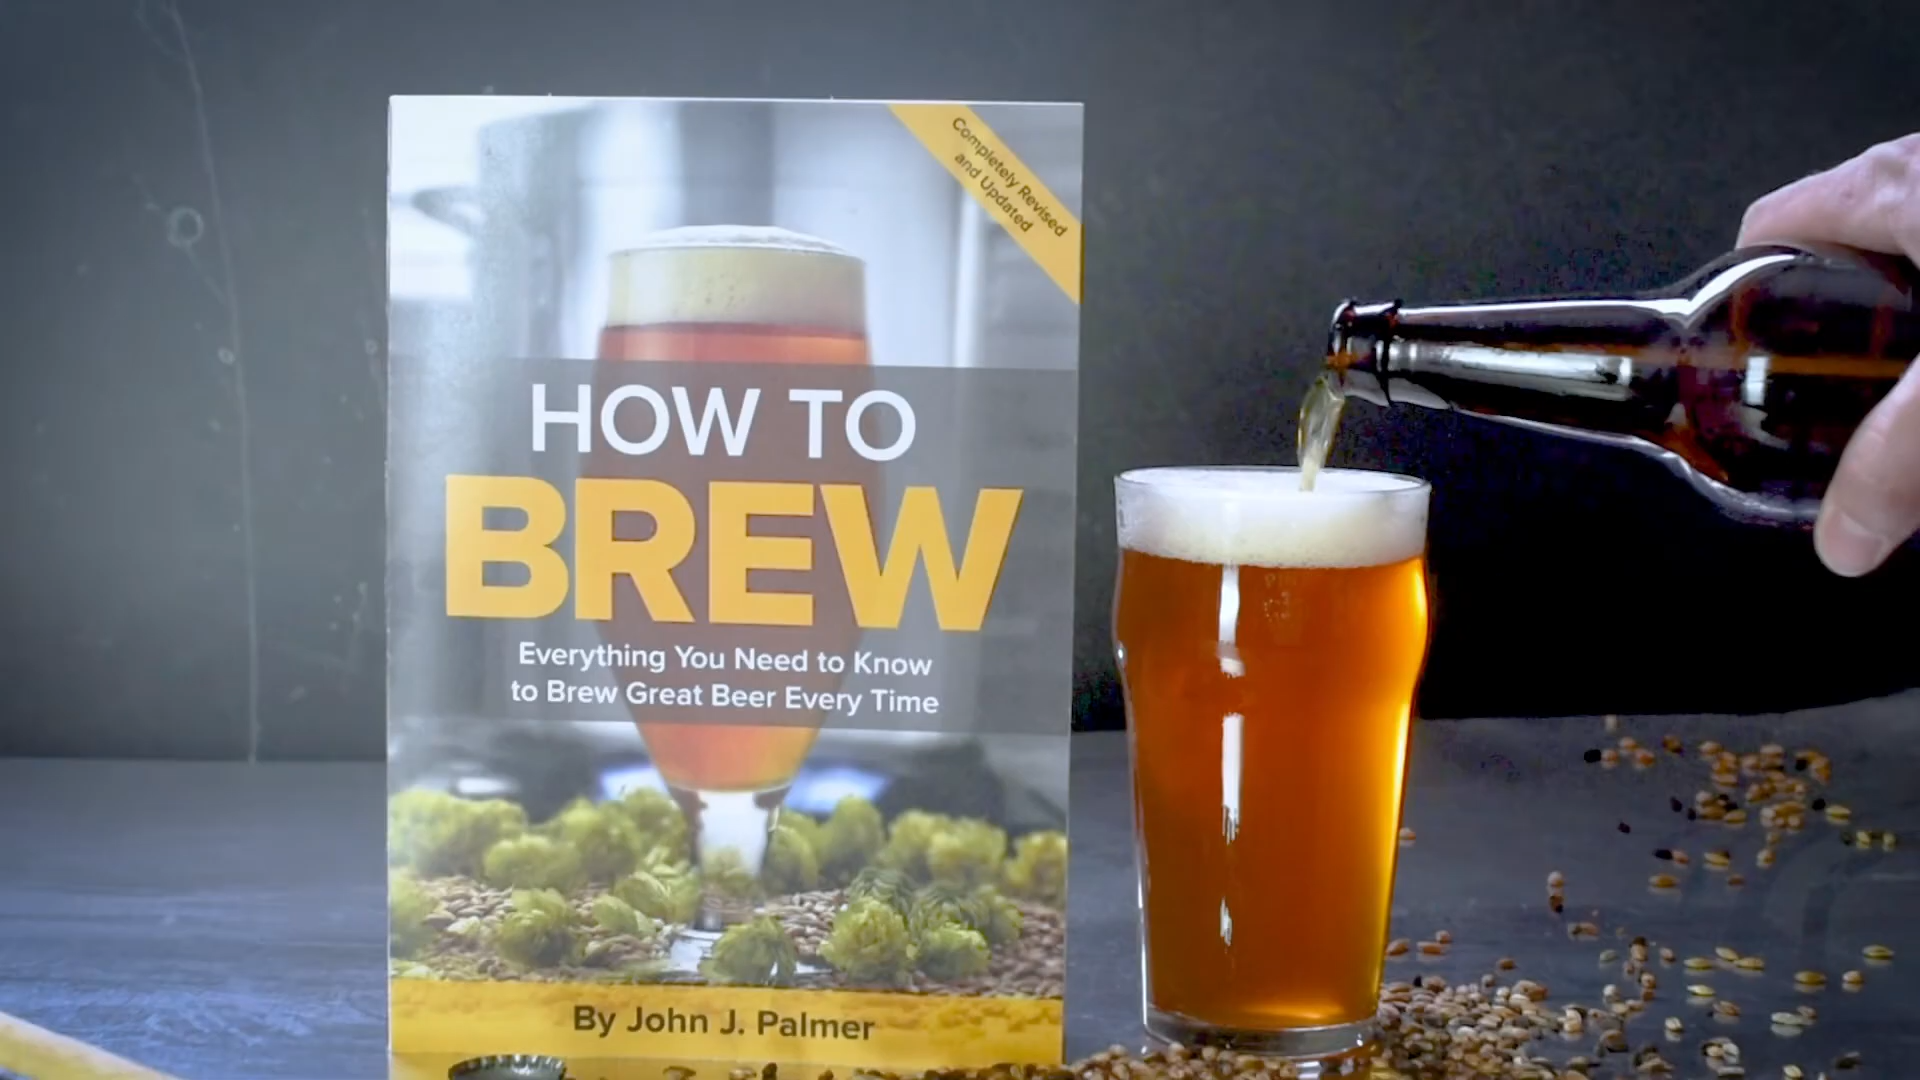 Completely Revised
and Updated
HOW TO
BREW
Everything You Need to Know
to Brew Great Beer Every Time
By John J. Palmer
PINT